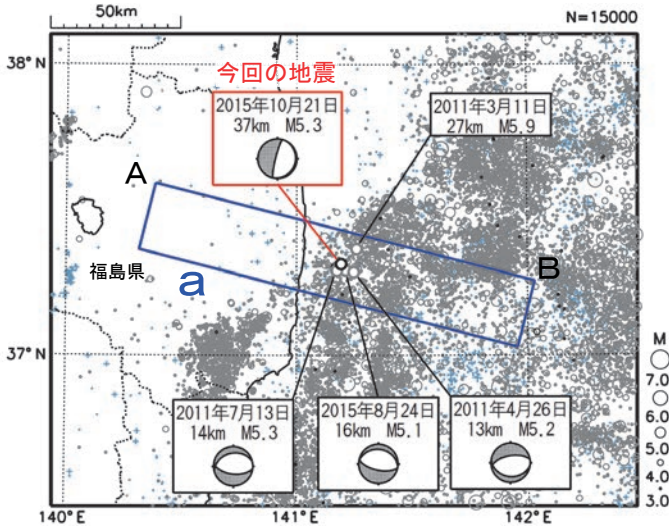 50km
N=15000
38°N
今回の地震
2015年10月21日
37km M5.3
2011年3月11日
27km M5.9
A
福島県
a
B
37°N
2011年7月13日
14km M5.3
2015年8月24日
16km M5.1
2011年4月26日
13km M5.2
M
7.0
6.0
5.0
4.0
3.0
140°E
141°E
142°E